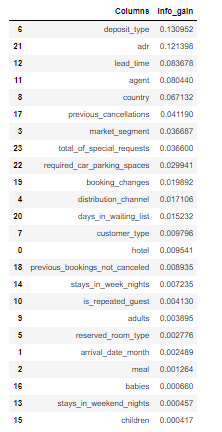 Columns Info_gain
6 deposit_type 0.130952
21 adr 0.121398
12 lead_time 0.083678
11 agent 0.080440
8 country 0.067132
17 previous_cancellations 0.041190
3 market_segment 0.036687
23 total_of_special_requests 0.036600
22 required_car_parking_spaces 0.029941
19 booking_changes 0.019892
4 distribution_channel 0.017106
20 days_in_waiting_list 0.015232
7 customer_type 0.009796
0 hotel 0.009541
18 previous_bookings_not_canceled 0.008935
14 stays_in_week_nights 0.007235
10 is_repeated_guest 0.004130
9 adults 0.003895
5 reserved_room_type 0.002776
1 arrival_date_month 0.002489
2 meal 0.001264
16 babies 0.000660
13 stays_in_weekend_nights 0.000457
15 children 0.000417